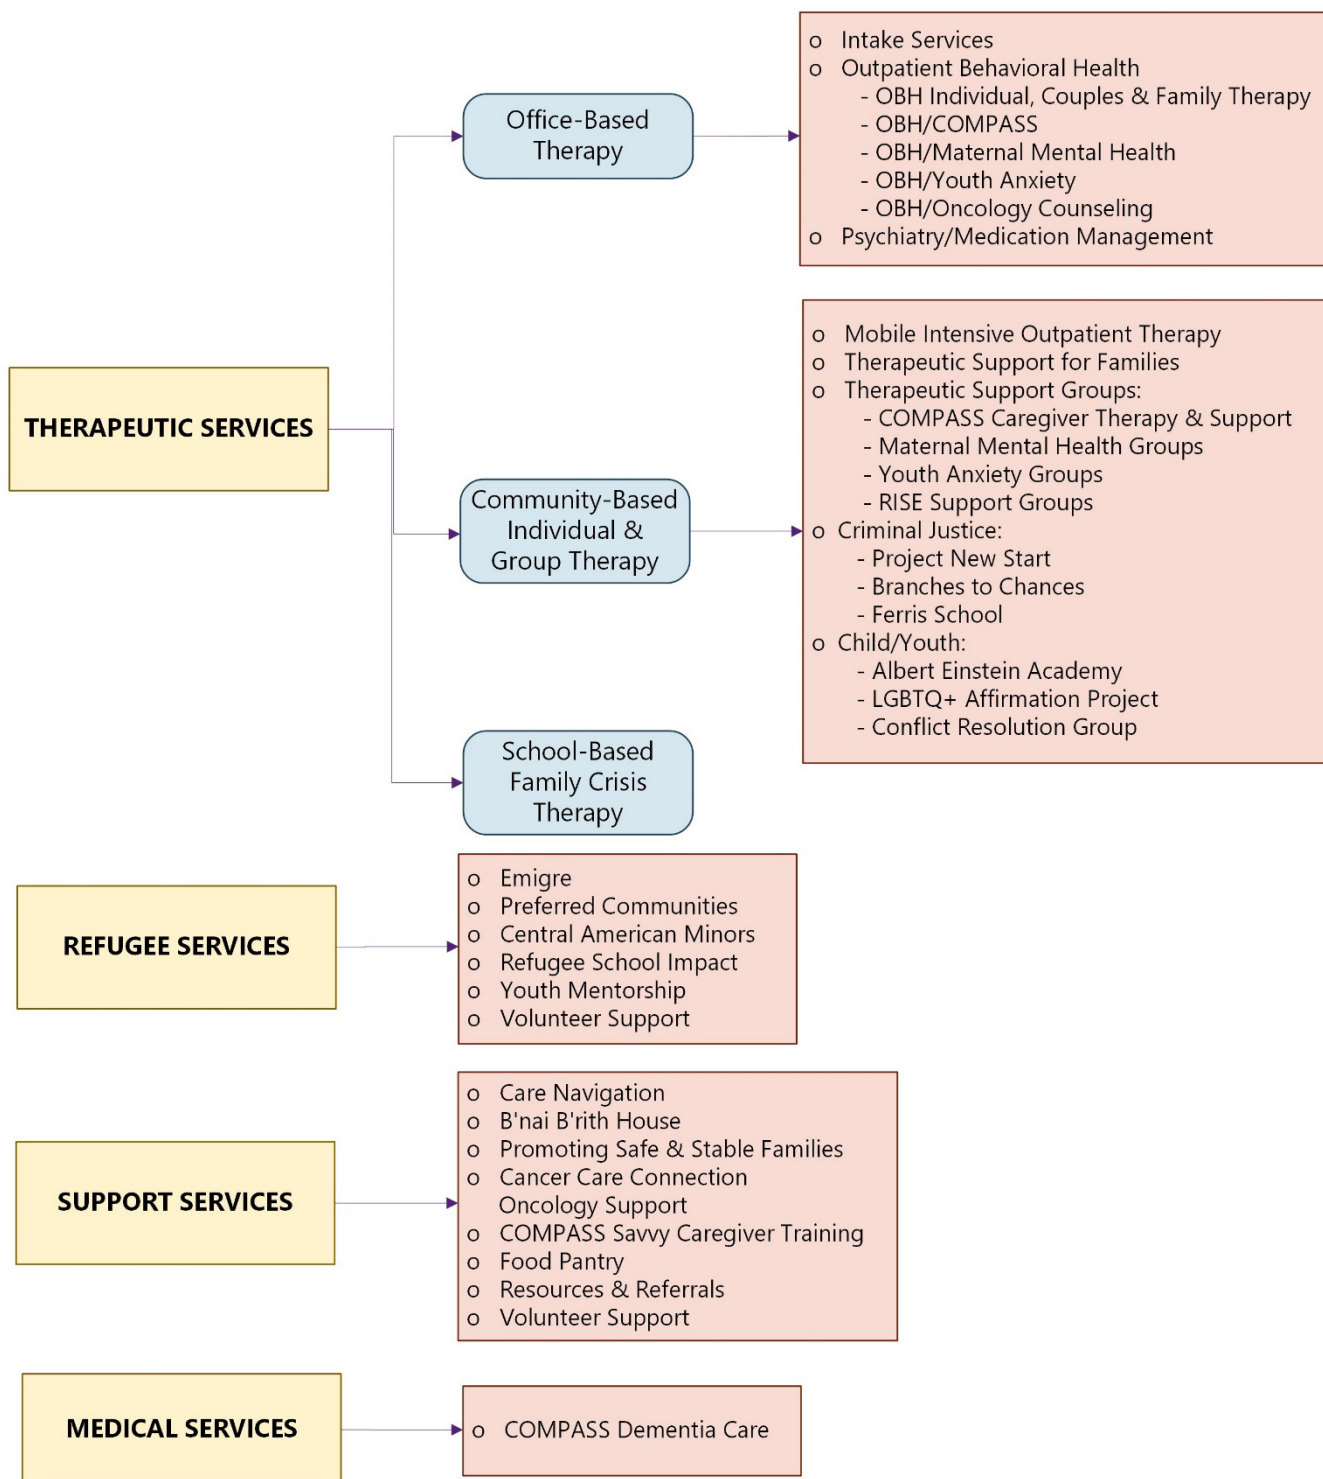 THERAPEUTIC SERVICES
Office-Based
Therapy
o Intake Services
o Outpatient Behavioral Health
- OBH Individual, Couples & Family Therapy
- OBH/COMPASS
- OBH/Maternal Mental Health
- OBH/Youth Anxiety
- OBH/Oncology Counseling
o Psychiatry/Medication Management
Community-Based
Individual &
Group Therapy
o Mobile Intensive Outpatient Therapy
o Therapeutic Support for Families
o Therapeutic Support Groups:
- COMPASS Caregiver Therapy & Support
- Maternal Mental Health Groups
- Youth Anxiety Groups
- RISE Support Groups
o Criminal Justice:
- Project New Start
- Branches to Chances
- Ferris School
o Child/Youth:
- Albert Einstein Academy
- LGBTQ+ Affirmation Project
- Conflict Resolution Group
School-Based
Family Crisis
Therapy
REFUGEE SERVICES
o Emigre
o Preferred Communities
o Central American Minors
o Refugee School Impact
o Youth Mentorship
o Volunteer Support
SUPPORT SERVICES
o Care Navigation
o B'nai B'rith House
o Promoting Safe & Stable Families
o Cancer Care Connection
Oncology Support
o COMPASS Savvy Caregiver Training
o Food Pantry
o Resources & Referrals
o Volunteer Support
MEDICAL SERVICES
o COMPASS Dementia Care